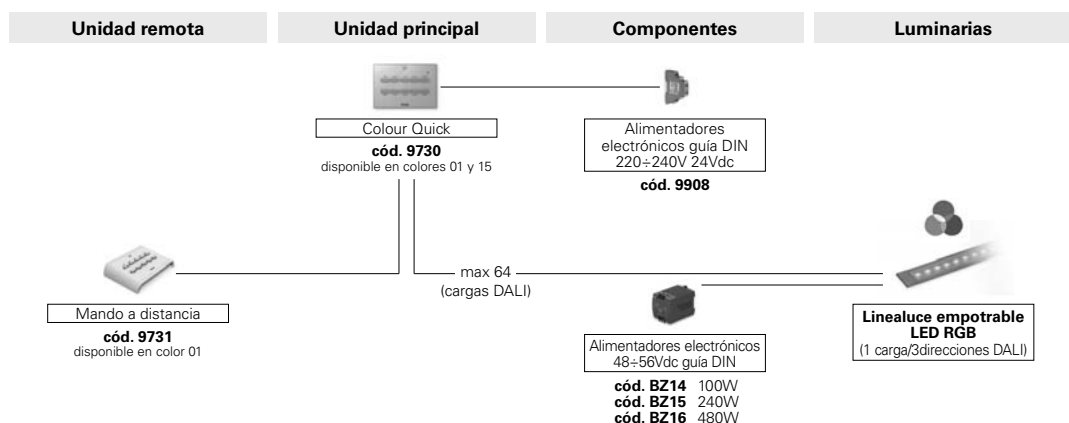 Unidad remota
Unidad principal
Componentes
Luminarias
Colour Quick
cód. 9730
disponible en colores 01 y 15
Alimentadores
electrónicos guía DIN
220÷240V 24Vdc
cód. 9908
Mando a distancia
cód. 9731
disponible en color 01
max 64
(cargas DALI)
Alimentadores electrónicos
48÷56Vdc guía DIN
cód. BZ14 100W
cód. BZ15 240W
cód. BZ16 480W
Linealuce empotrable
LED RGB
(1 carga/3direcciones DALI)